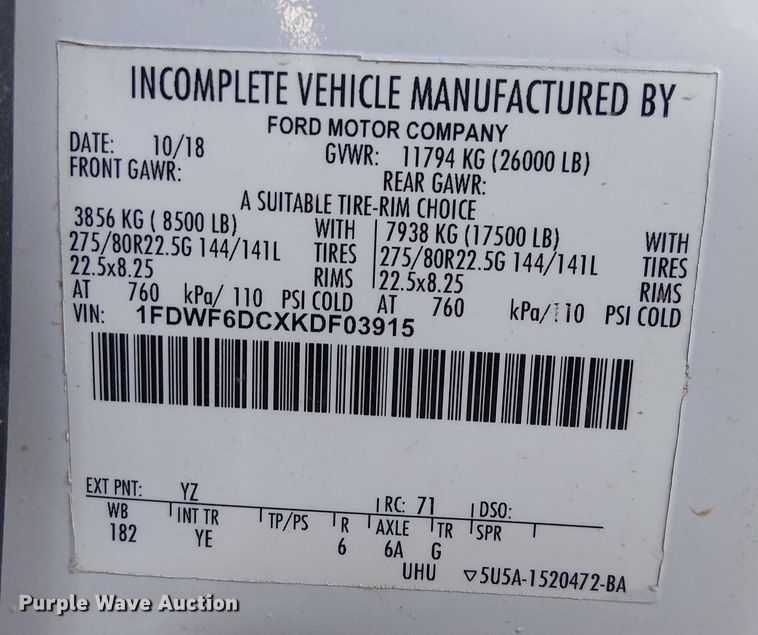 INCOMPLETE VEHICLE MANUFACTURED BY
FORD MOTOR COMPANY
DATE: 10/18 GVWR: 11794 KG (26000 LB)
FRONT GAWR: REAR GAWR:
A SUITABLE TIRE-RIM CHOICE
3856 KG ( 8500 LB) WITH 7938 KG (17500 LB) WITH
275/80R22.5G 144/141L TIRES 275/80R22.5G 144/141L TIRES
22.5x8.25 RIMS 22.5x8.25 RIMS
AT 760 kPa/ 110 PSI COLD AT 760 kPa/110 PSI COLD
VIN: 1FDWF6DCXKDF03915
EXT PNT: YZ RC: 71 DSO:
WB INT TR TP/PS R AXLE TR SPR
182 YE 6 6A G
UHU ▽5U5A-1520472-BA
Purple Wave Auction